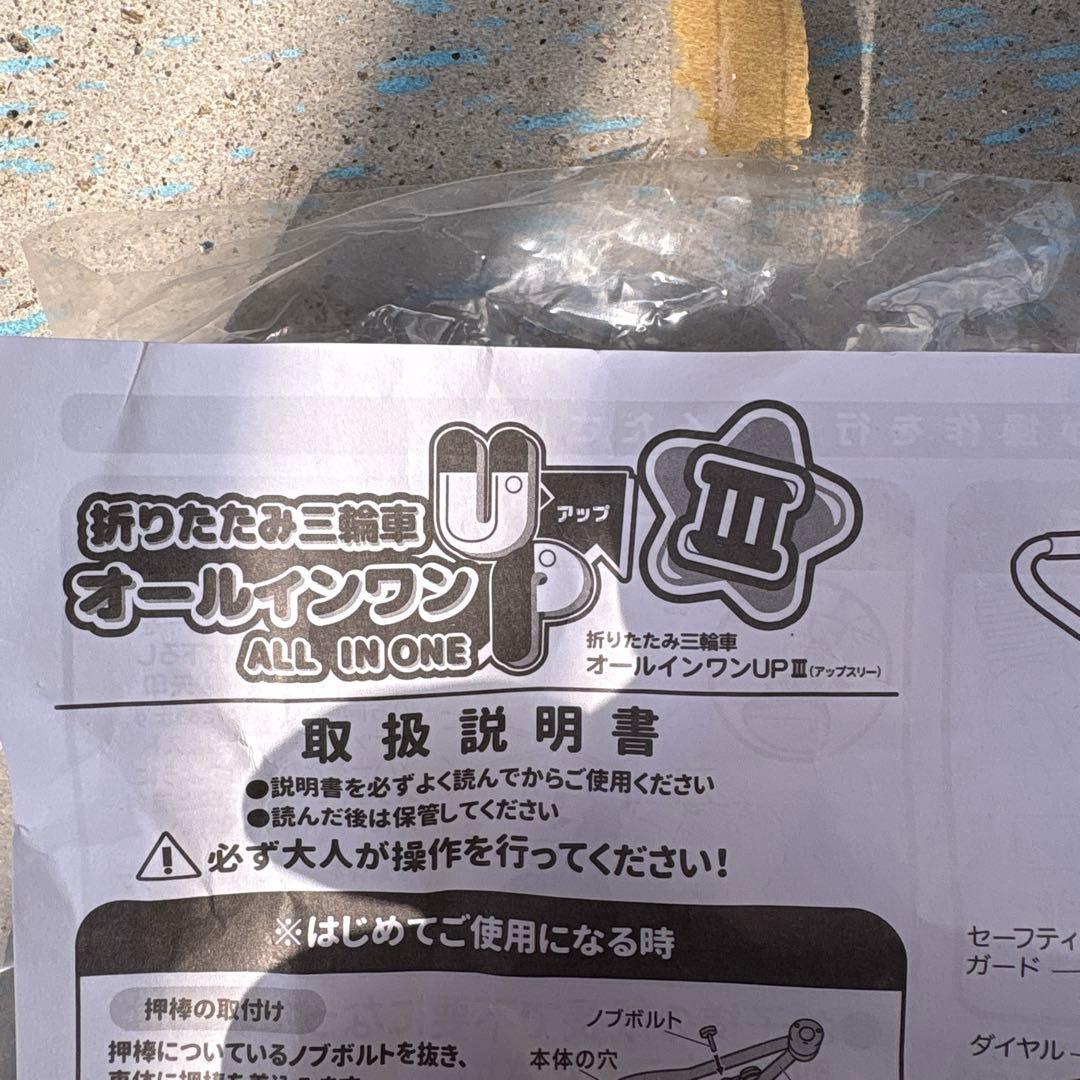 折りたたみ三輪車
オールインワン
ALL IN ONE
UP
アップ
III
折りたたみ三輪車
オールインワンUPⅢ(アップスリー)
取扱説明書
●説明書を必ずよく読んでからご使用ください
●読んだ後は保管してください
必ず大人が操作を行ってください!
※はじめてご使用になる時
押棒の取付け
押棒についているノブボルトを抜き、
ノブボルト
本体の穴
セーフティ
ガード
ダイヤル